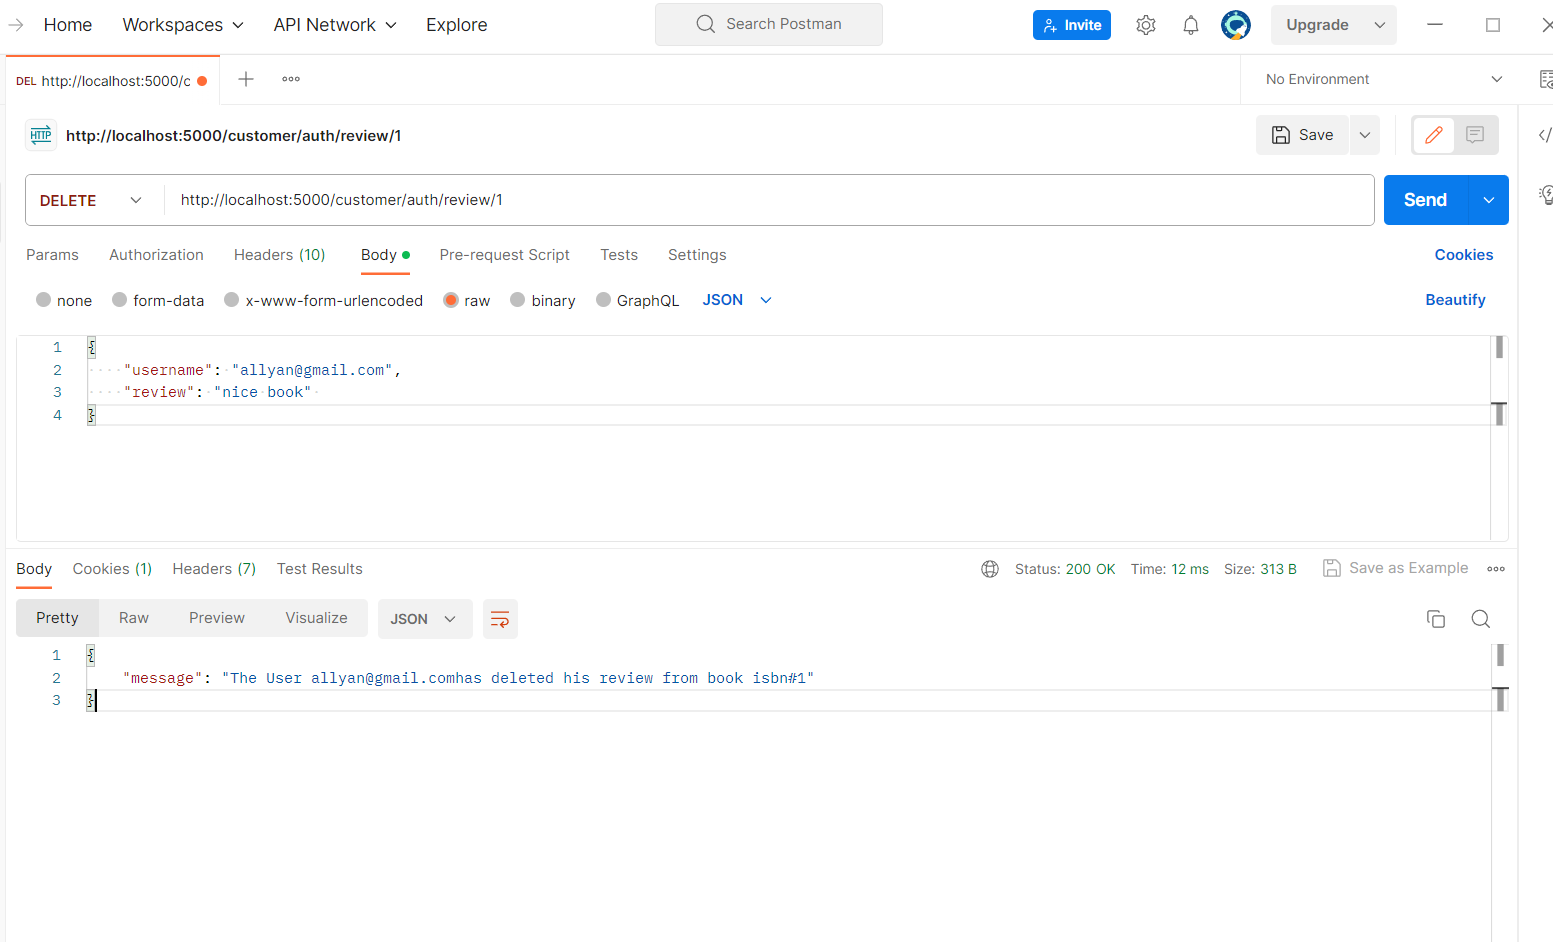 Home Workspaces API Network Explore Search Postman Invite Upgrade
DEL http://localhost:5000/c No Environment
HTTP http://localhost:5000/customer/auth/review/1 Save
DELETE http://localhost:5000/customer/auth/review/1 Send
Params Authorization Headers (10) Body Pre-request Script Tests Settings Cookies
none form-data x-www-form-urlencoded raw binary GraphQL JSON Beautify
1 {
2 "username": "allyan@gmail.com",
3 "review": "nice book"
4 }
Body Cookies (1) Headers (7) Test Results Status: 200 OK Time: 12 ms Size: 313 B Save as Example
Pretty Raw Preview Visualize JSON
1 {
2 "message": "The User allyan@gmail.comhas deleted his review from book isbn#1"
3 }